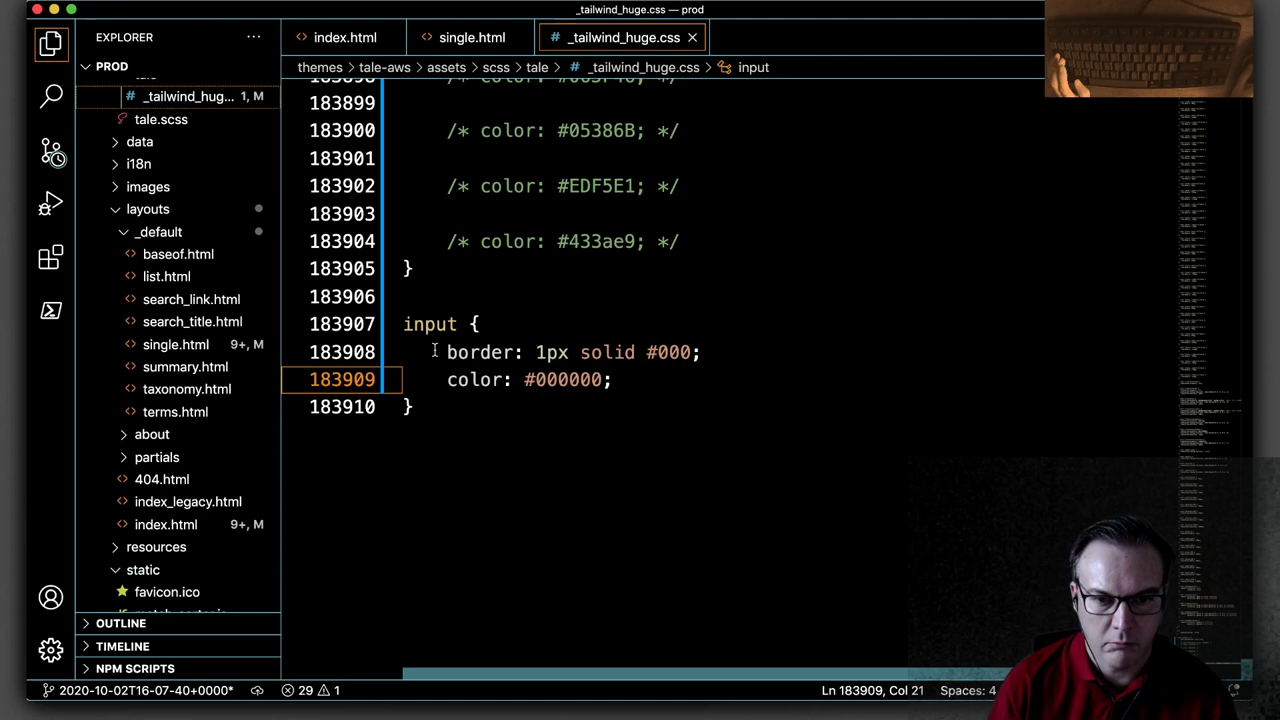 _tailwind_huge.css — prod
EXPLORER
index.html
single.html
# _tailwind_huge.css
PROD
themes > tale-aws > assets > scss > tale > # _tailwind_huge.css > input
# _tailwind_hug... 1, M
tale.scss
data
i18n
images
layouts
_default
baseof.html
list.html
search_link.html
search_title.html
single.html 9+, M
summary.html
taxonomy.html
terms.html
about
partials
404.html
index_legacy.html
index.html 9+, M
resources
static
favicon.ico
OUTLINE
TIMELINE
NPM SCRIPTS
183899
183900 /* color: #05386B; */
183901
183902 /* color: #EDF5E1; */
183903
183904 /* color: #433ae9; */
183905 }
183906
183907 input {
183908 border: 1px solid #000;
183909 color: #000000;
183910 }
2020-10-02T16-07-40+0000* 29 1 Ln 183909, Col 21 Spaces: 4